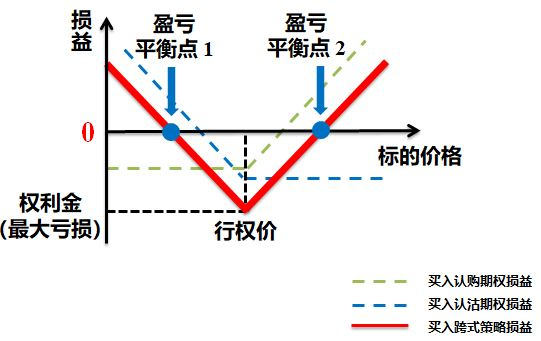 损
益
盈亏
平衡点 1
盈亏
平衡点 2
0
标的价格
权利金
(最大亏损)
行权价
买入认购期权损益
买入认沽期权损益
买入跨式策略损益